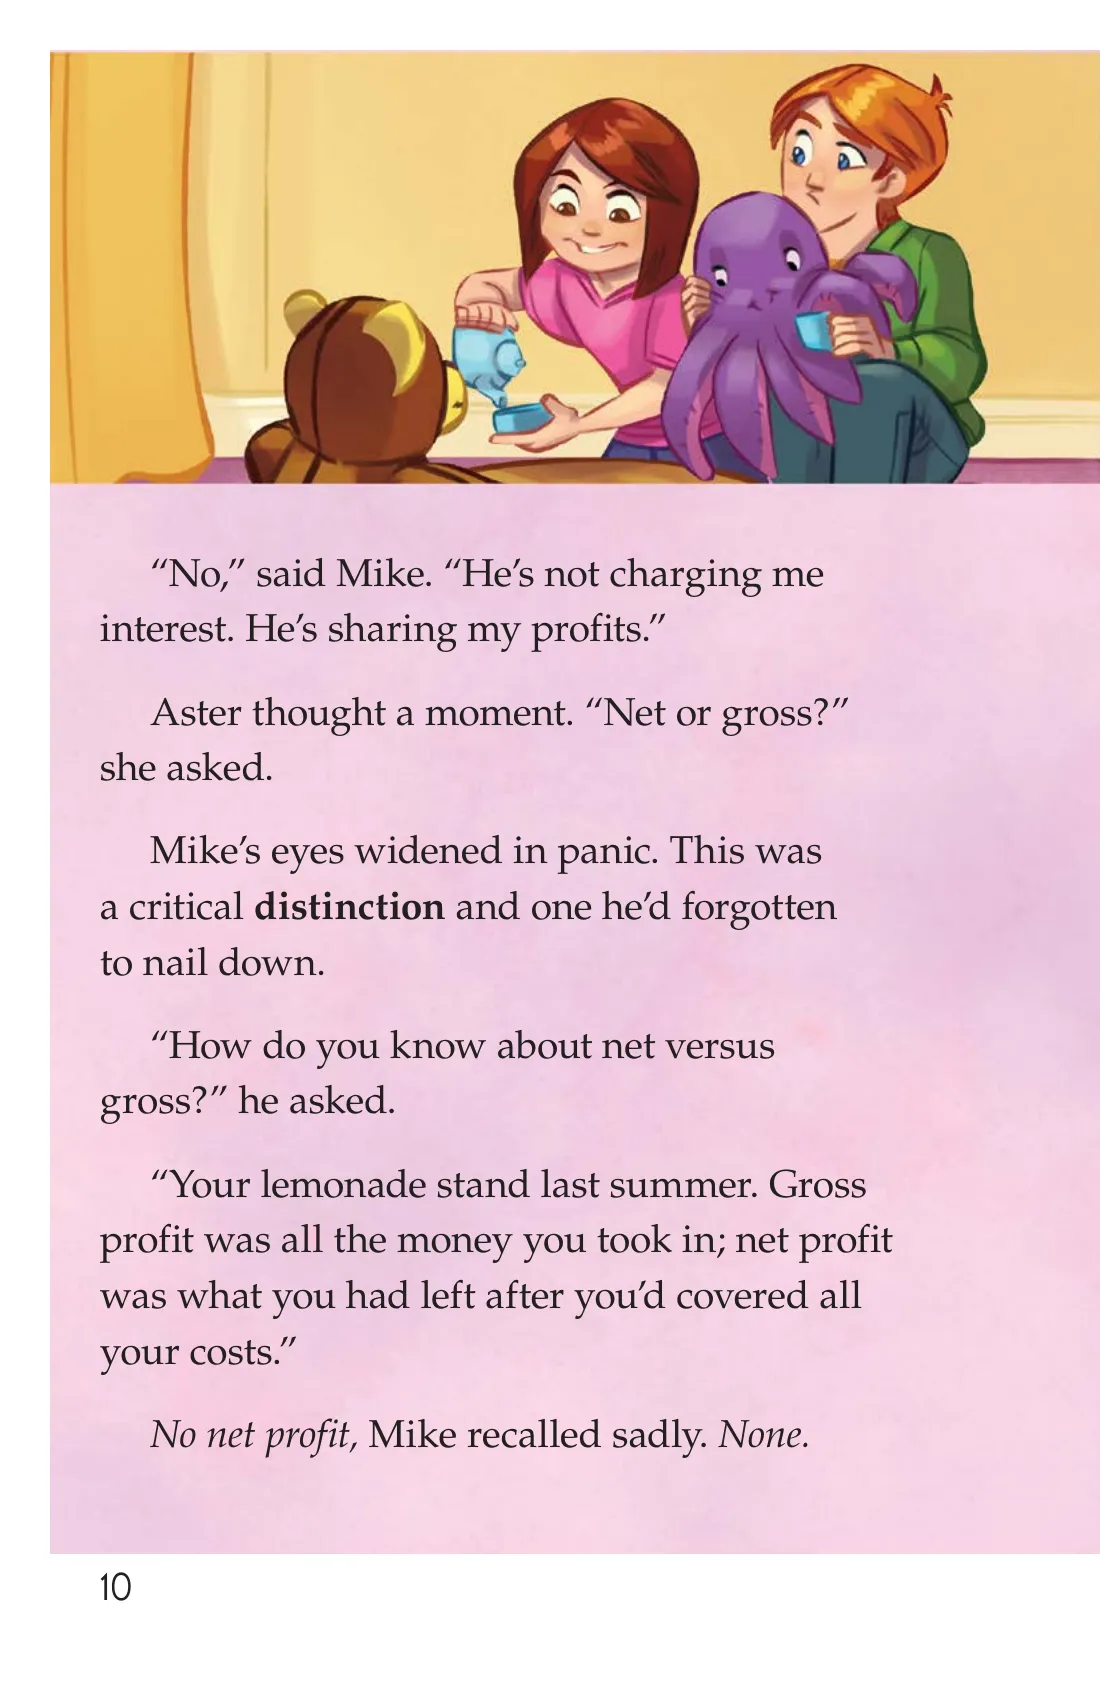 “No,” said Mike. “He’s not charging me
interest. He’s sharing my profits.”
Aster thought a moment. “Net or gross?”
she asked.
Mike’s eyes widened in panic. This was
a critical distinction and one he’d forgotten
to nail down.
“How do you know about net versus
gross?” he asked.
“Your lemonade stand last summer. Gross
profit was all the money you took in; net profit
was what you had left after you’d covered all
your costs.”
No net profit, Mike recalled sadly. None.
10